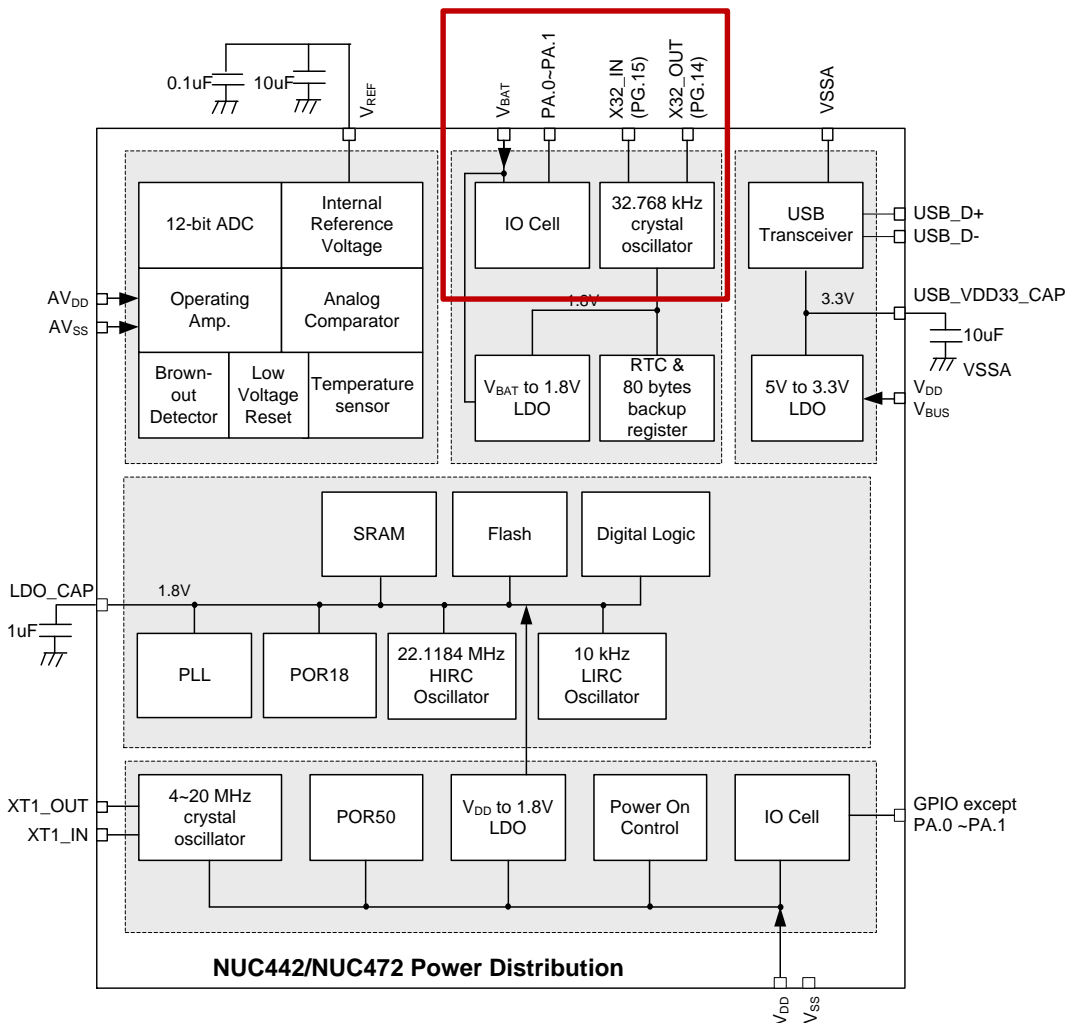 0.1uF
10uF
VREF
VBAT
PA.0~PA.1
X32_IN
(PG.15)
X32_OUT
(PG.14)
VSSA
12-bit ADC
Internal
Reference
Voltage
IO Cell
32.768 kHz
crystal
oscillator
USB
Transceiver
USB_D+
USB_D-
AVDD
AVSS
Operating
Amp.
Analog
Comparator
1.8V
3.3V
USB_VDD33_CAP
10uF
VSSA
Brown-
out
Detector
Low
Voltage
Reset
Temperature
sensor
VBAT to 1.8V
LDO
RTC &
80 bytes
backup
register
5V to 3.3V
LDO
VDD
VBUS
SRAM
Flash
Digital Logic
LDO_CAP
1.8V
1uF
PLL
POR18
22.1184 MHz
HIRC
Oscillator
10 kHz
LIRC
Oscillator
XT1_OUT
XT1_IN
4~20 MHz
crystal
oscillator
POR50
VDD to 1.8V
LDO
Power On
Control
IO Cell
GPIO except
PA.0 ~PA.1
NUC442/NUC472 Power Distribution
VDD
VSS